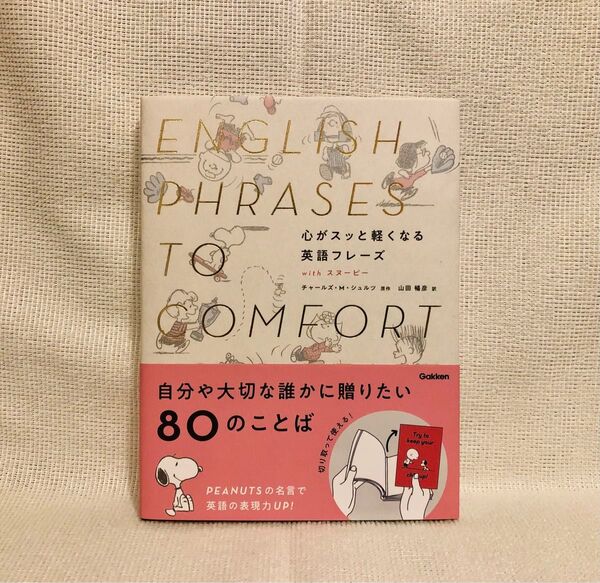 ENGLISH
PHRASES
TO
COMFORT
心がスッと軽くなる
英語フレーズ
with スヌーピー
チャールズ・M・シュルツ 原作 山田 暢彦 訳
Gakken
自分や大切な誰かに贈りたい
80のことば
切り取って使える!
Try to
keep your
chin up!
PEANUTSの名言で
英語の表現力UP!